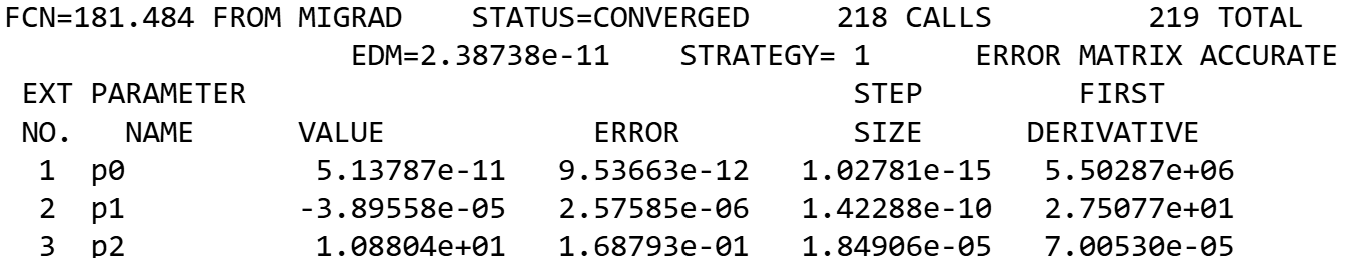 FCN=181.484 FROM MIGRAD    STATUS=CONVERGED     218 CALLS         219 TOTAL
                    EDM=2.38738e-11    STRATEGY= 1      ERROR MATRIX ACCURATE
 EXT PARAMETER                                   STEP         FIRST
 NO.   NAME      VALUE            ERROR          SIZE      DERIVATIVE
  1  p0           5.13787e-11   9.53663e-12   1.02781e-15   5.50287e+06
  2  p1          -3.89558e-05   2.57585e-06   1.42288e-10   2.75077e+01
  3  p2           1.08804e+01   1.68793e-01   1.84906e-05   7.00530e-05